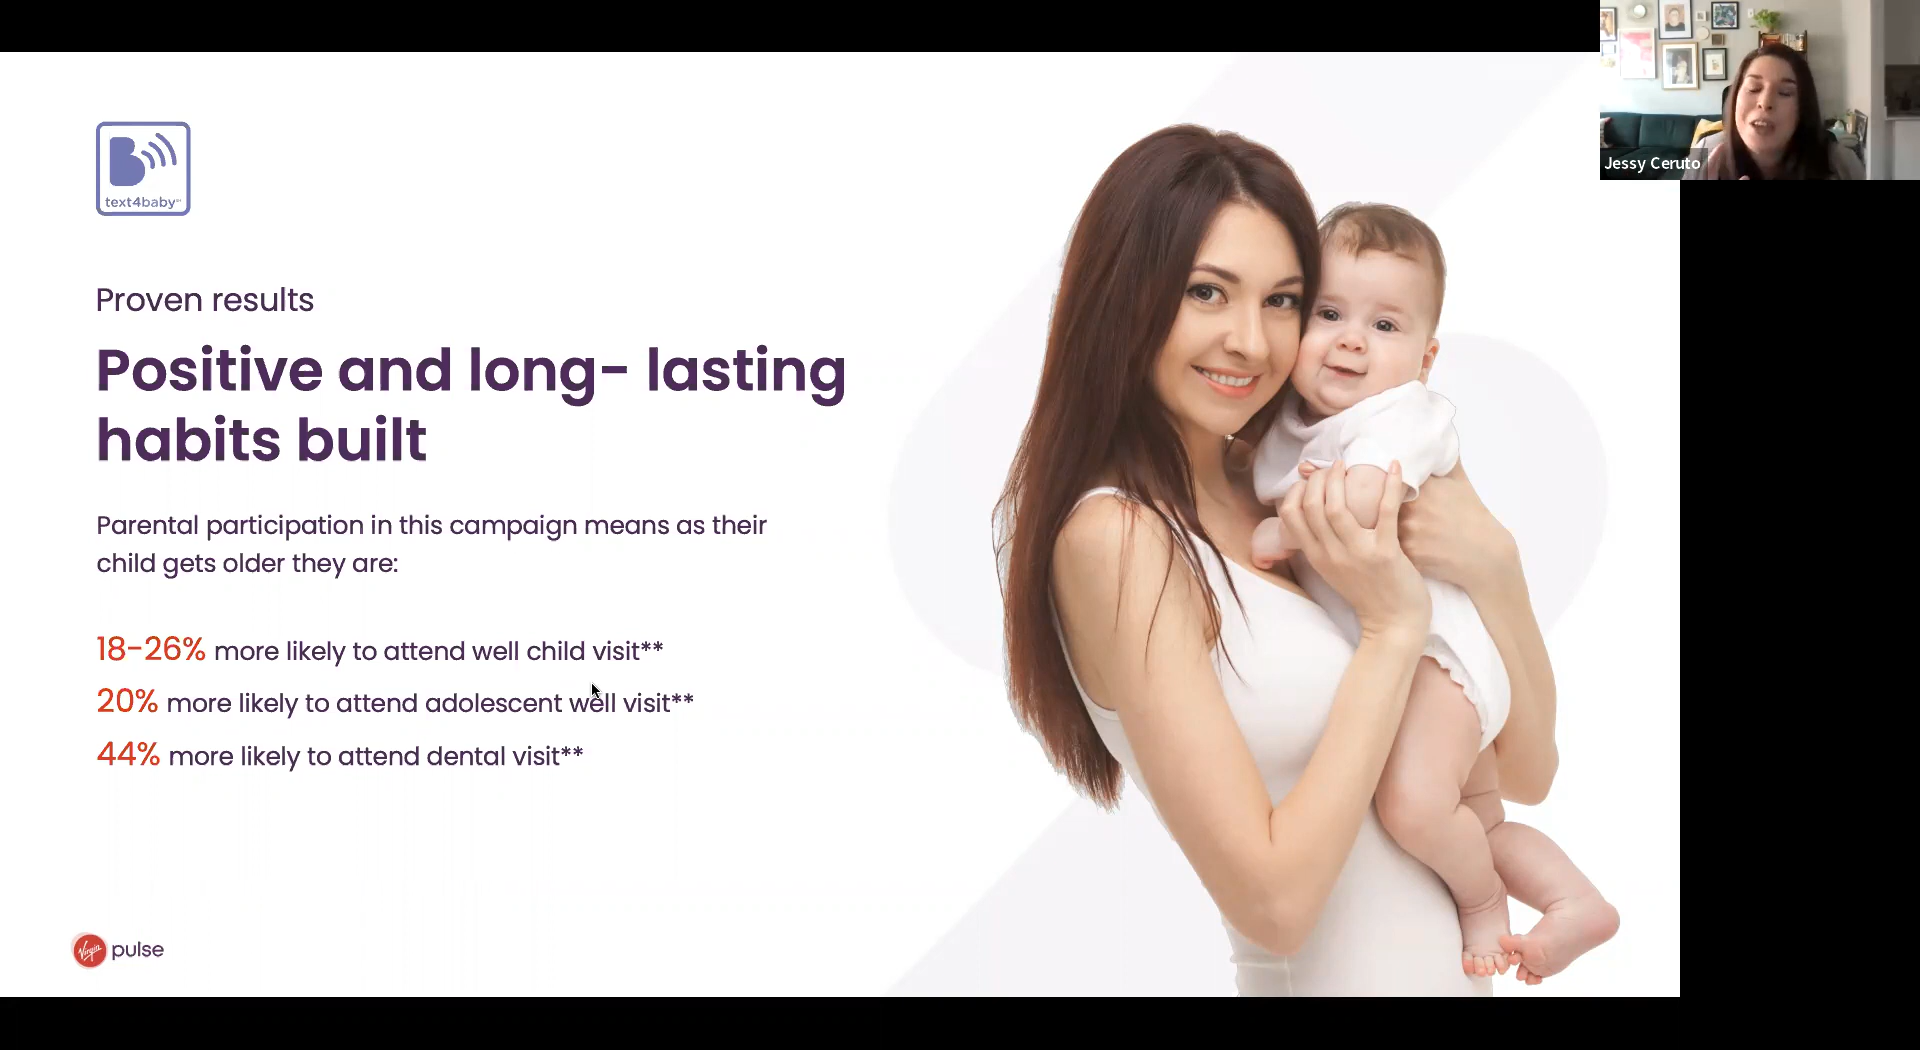 text4baby
Proven results
Positive and long- lasting
habits built
Parental participation in this campaign means as their
child gets older they are:
18-26% more likely to attend well child visit**
20% more likely to attend adolescent well visit**
44% more likely to attend dental visit**
Virgin pulse
Jessy Ceruto